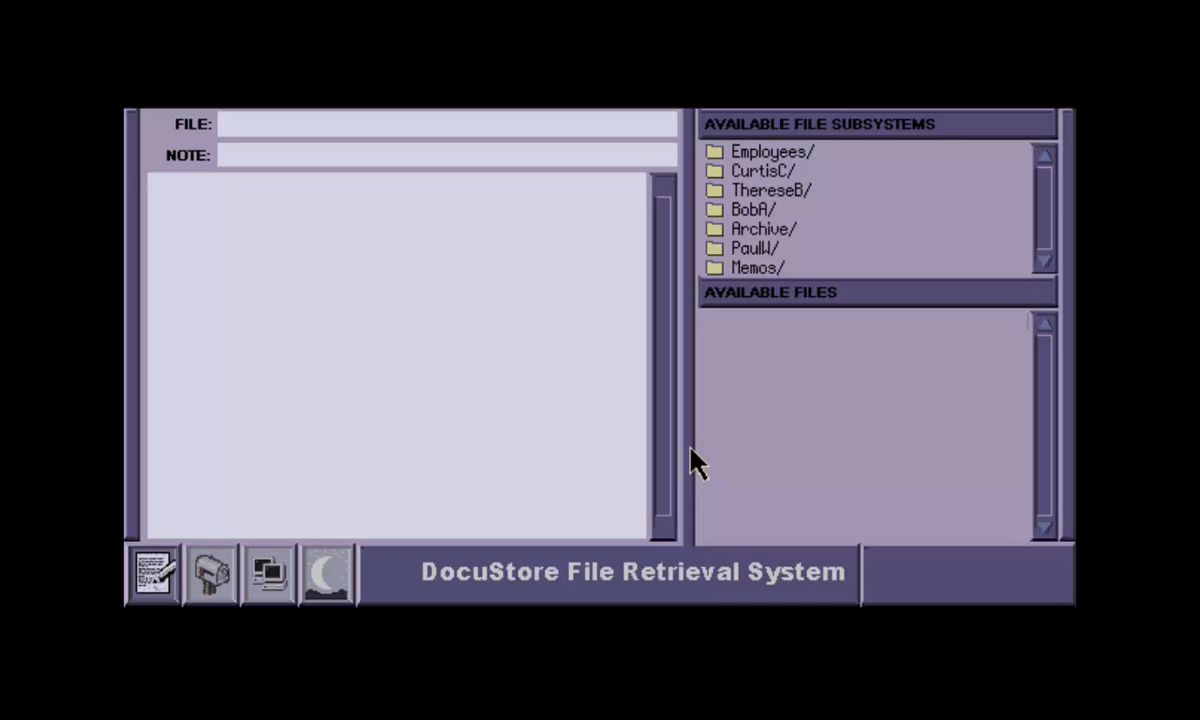 FILE:
NOTE:
AVAILABLE FILE SUBSYSTEMS
Employees/
CurtisC/
ThereseB/
BobA/
Archive/
PaulW/
Memos/
AVAILABLE FILES
DocuStore File Retrieval System